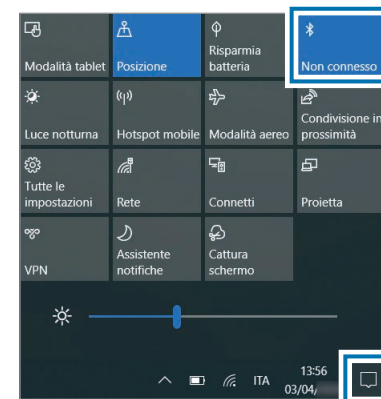 Modalità tablet
Posizione
Risparmia
batteria
Non connesso
Luce notturna
Hotspot mobile
Modalità aereo
Condivisione in
prossimità
Tutte le
impostazioni
Rete
Connetti
Proietta
VPN
Assistente
notifiche
Cattura
schermo
ITA
13:56
03/04/